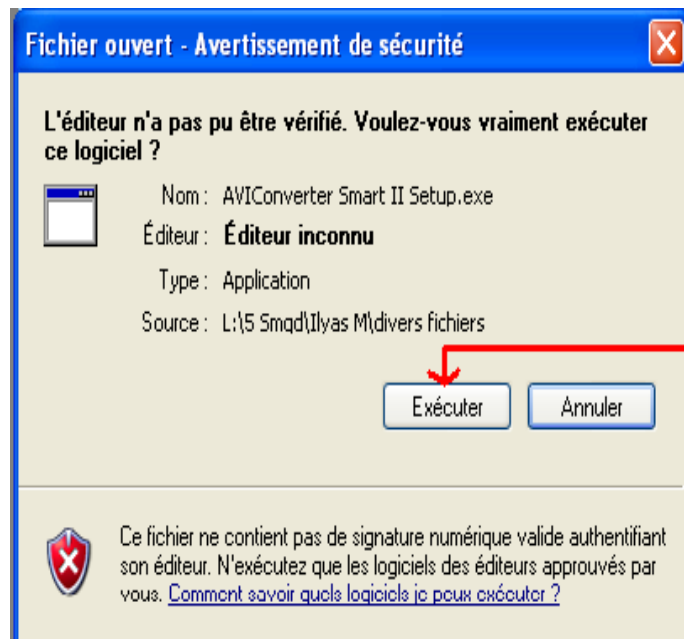 Fichier ouvert - Avertissement de sécurité
L'éditeur n'a pas pu être vérifié. Voulez-vous vraiment exécuter
ce logiciel ?
Nom : AVIConverter Smart II Setup.exe
Éditeur : Éditeur inconnu
Type : Application
Source : L:\5 Smqd\Ilyas M\divers fichiers
Exécuter Annuler
Ce fichier ne contient pas de signature numérique valide authentifiant
son éditeur. N'exécutez que les logiciels des éditeurs approuvés par
vous. Comment savoir quels logiciels je peux exécuter ?